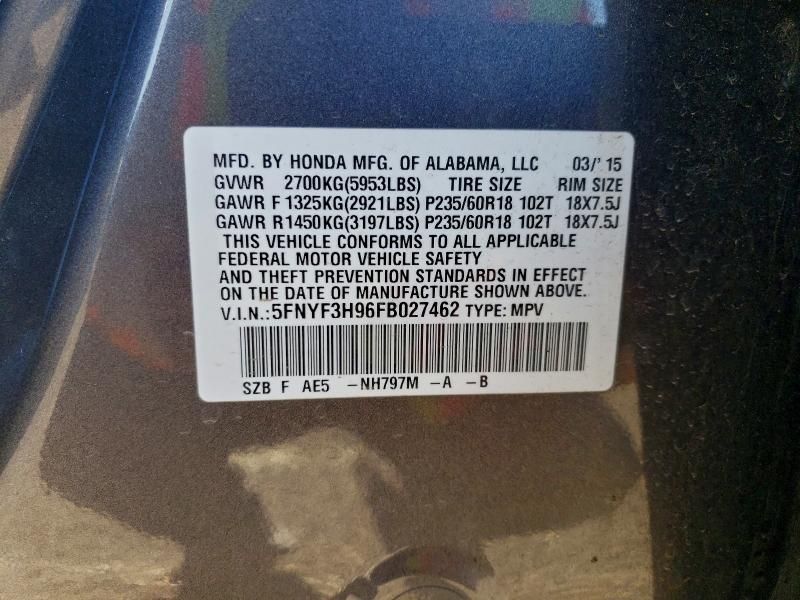 MFD. BY HONDA MFG. OF ALABAMA, LLC 03/'15
GVWR 2700KG(5953LBS) TIRE SIZE RIM SIZE
GAWR F 1325KG(2921LBS) P235/60R18 102T 18X7.5J
GAWR R1450KG(3197LBS) P235/60R18 102T 18X7.5J
THIS VEHICLE CONFORMS TO ALL APPLICABLE
FEDERAL MOTOR VEHICLE SAFETY
AND THEFT PREVENTION STANDARDS IN EFFECT
ON THE DATE OF MANUFACTURE SHOWN ABOVE.
V.I.N.:5FNYF3H96FB027462 TYPE: MPV
SZB F AE5 -NH797M -A -B